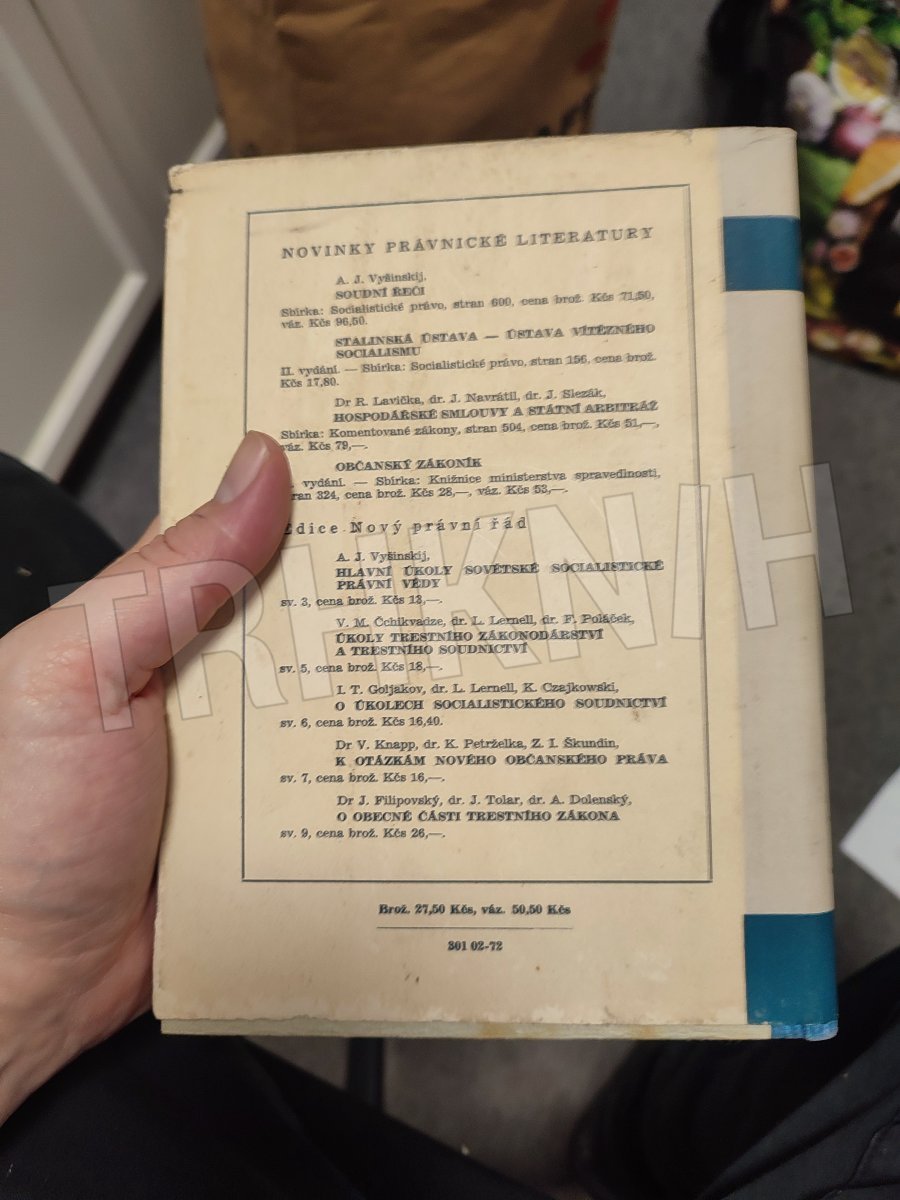 NOVINKY PRÁVNICKÉ LITERATURY
A. J. Vyšinskij,
SOUDNÍ ŘEČI
Sbírka: Socialistické právo, stran 600, cena brož. Kčs 71,50,
váz. Kčs 96,50.
STALINSKÁ ÚSTAVA — ÚSTAVA VÍTĚZNÉHO
SOCIALISMU
II. vydání. — Sbírka: Socialistické právo, stran 156, cena brož.
Kčs 17,80.
Dr R. Lavička, dr. J. Navrátil, dr. J. Slezák,
HOSPODÁŘSKÉ SMLOUVY A STÁTNÍ ARBITRÁŽ
Sbírka: Komentované zákony, stran 504, cena brož. Kčs 51,—,
váz. Kčs 79,—.
OBČANSKÝ ZÁKONÍK
vydání. — Sbírka: Knižnice ministerstva spravedlnosti,
stran 324, cena brož. Kčs 28,—, váz. Kčs 53,—.
Edice Nový právní řád
A. J. Vyšinskij,
HLAVNÍ ÚKOLY SOVĚTSKÉ SOCIALISTICKÉ
PRÁVNÍ VĚDY
sv. 3, cena brož. Kčs 13,—.
V. M. Čchikvadze, dr. L. Lernell, dr. F. Poláček,
ÚKOLY TRESTNÍHO ZÁKONODÁRSTVÍ
A TRESTNÍHO SOUDNICTVÍ
sv. 5, cena brož. Kčs 18,—.
I. T. Goljakov, dr. L. Lernell, K. Czajkowski,
O ÚKOLECH SOCIALISTICKÉHO SOUDNICTVÍ
sv. 6, cena brož. Kčs 16,40.
Dr V. Knapp, dr. K. Petrželka, Z. I. Škundin,
K OTÁZKÁM NOVÉHO OBČANSKÉHO PRÁVA
sv. 7, cena brož. Kčs 16,—.
Dr J. Filipovský, dr. J. Tolar, dr. A. Dolenský,
O OBECNÉ ČÁSTI TRESTNÍHO ZÁKONA
sv. 9, cena brož. Kčs 26,—.
Brož. 27,50 Kčs, váz. 50,50 Kčs
301 02-72
TRHKNIH